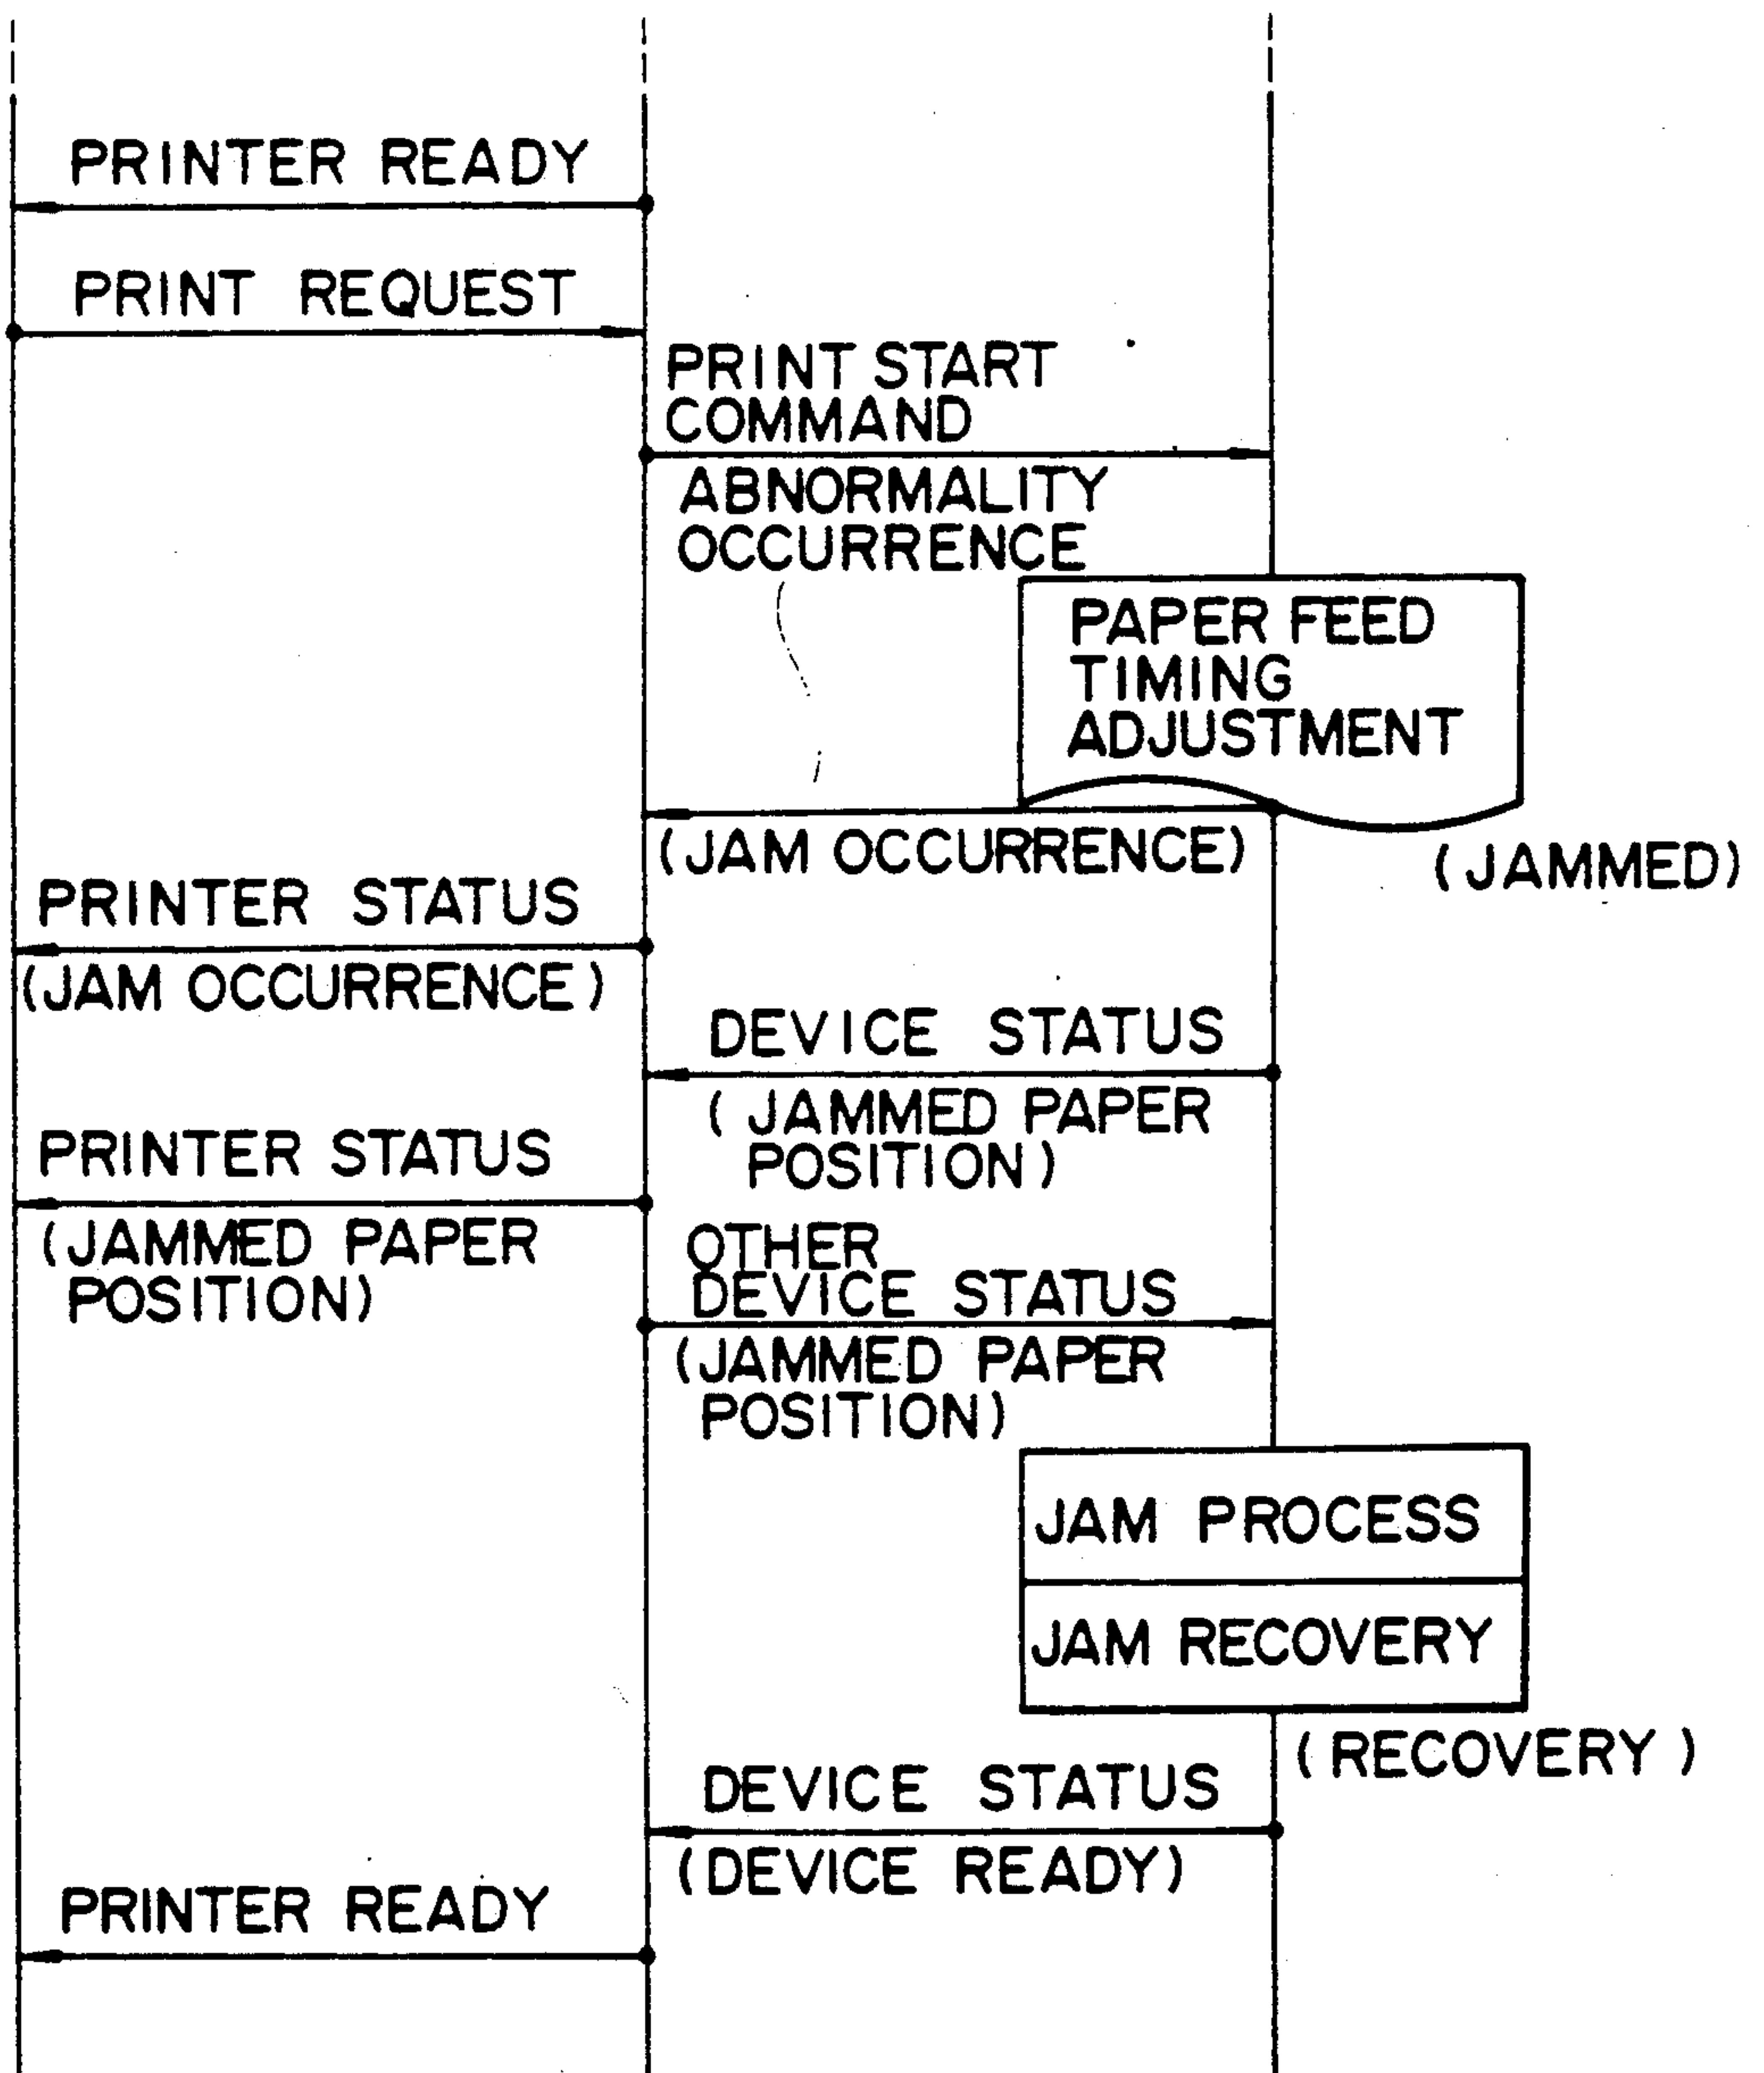 PRINTER READY
PRINT REQUEST
PRINT START
COMMAND
ABNORMALITY
OCCURRENCE
PAPER FEED
TIMING
ADJUSTMENT
(JAM OCCURRENCE)
(JAMMED)
PRINTER STATUS
(JAM OCCURRENCE)
DEVICE STATUS
(JAMMED PAPER
POSITION)
PRINTER STATUS
(JAMMED PAPER
POSITION)
OTHER
DEVICE STATUS
(JAMMED PAPER
POSITION)
JAM PROCESS
JAM RECOVERY
(RECOVERY)
DEVICE STATUS
(DEVICE READY)
PRINTER READY